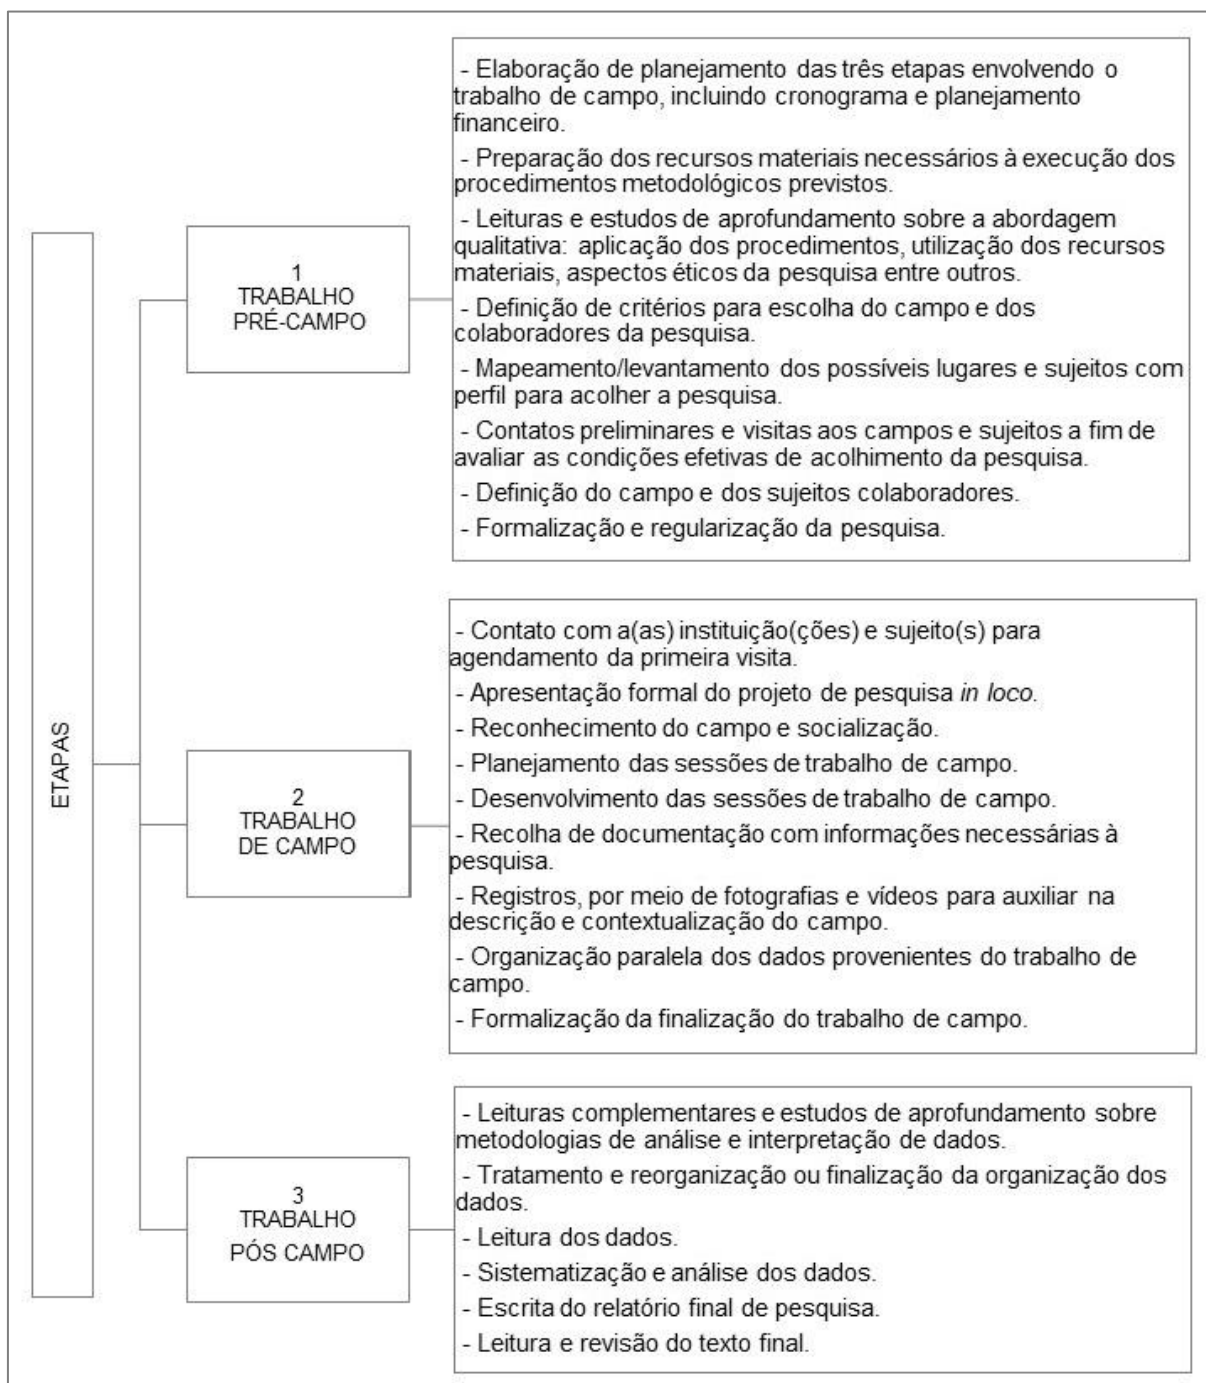 ETAPAS
1
TRABALHO
PRÉ-CAMPO
- Elaboração de planejamento das três etapas envolvendo o
trabalho de campo, incluindo cronograma e planejamento
financeiro.
- Preparação dos recursos materiais necessários à execução dos
procedimentos metodológicos previstos.
- Leituras e estudos de aprofundamento sobre a abordagem
qualitativa: aplicação dos procedimentos, utilização dos recursos
materiais, aspectos éticos da pesquisa entre outros.
- Definição de critérios para escolha do campo e dos
colaboradores da pesquisa.
- Mapeamento/levantamento dos possíveis lugares e sujeitos com
perfil para acolher a pesquisa.
- Contatos preliminares e visitas aos campos e sujeitos a fim de
avaliar as condições efetivas de acolhimento da pesquisa.
- Definição do campo e dos sujeitos colaboradores.
- Formalização e regularização da pesquisa.
2
TRABALHO
DE CAMPO
- Contato com a(as) instituição(ções) e sujeito(s) para
agendamento da primeira visita.
- Apresentação formal do projeto de pesquisa in loco.
- Reconhecimento do campo e socialização.
- Planejamento das sessões de trabalho de campo.
- Desenvolvimento das sessões de trabalho de campo.
- Recolha de documentação com informações necessárias à
pesquisa.
- Registros, por meio de fotografias e vídeos para auxiliar na
descrição e contextualização do campo.
- Organização paralela dos dados provenientes do trabalho de
campo.
- Formalização da finalização do trabalho de campo.
3
TRABALHO
PÓS CAMPO
- Leituras complementares e estudos de aprofundamento sobre
metodologias de análise e interpretação de dados.
- Tratamento e reorganização ou finalização da organização dos
dados.
- Leitura dos dados.
- Sistematização e análise dos dados.
- Escrita do relatório final de pesquisa.
- Leitura e revisão do texto final.